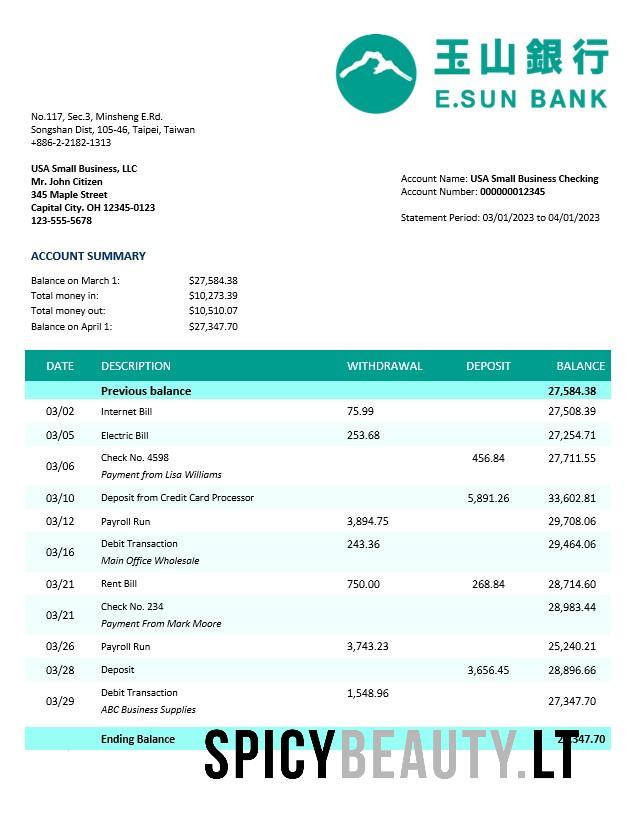 玉山銀行
E.SUN BANK
No.117, Sec.3, Minsheng E.Rd.
Songshan Dist, 105-46, Taipei, Taiwan
+886-2-2182-1313
USA Small Business, LLC
Mr. John Citizen
345 Maple Street
Capital City. OH 12345-0123
123-555-5678
Account Name: USA Small Business Checking
Account Number: 000000012345
Statement Period: 03/01/2023 to 04/01/2023
ACCOUNT SUMMARY
Balance on March 1: $27,584.38
Total money in: $10,273.39
Total money out: $10,510.07
Balance on April 1: $27,347.70
DATE DESCRIPTION WITHDRAWAL DEPOSIT BALANCE
Previous balance 27,584.38
03/02 Internet Bill 75.99 27,508.39
03/05 Electric Bill 253.68 27,254.71
03/06 Check No. 4598 456.84 27,711.55
Payment from Lisa Williams
03/10 Deposit from Credit Card Processor 5,891.26 33,602.81
03/12 Payroll Run 3,894.75 29,708.06
03/16 Debit Transaction 243.36 29,464.06
Main Office Wholesale
03/21 Rent Bill 750.00 268.84 28,714.60
03/21 Check No. 234 28,983.44
Payment From Mark Moore
03/26 Payroll Run 3,743.23 25,240.21
03/28 Deposit 3,656.45 28,896.66
03/29 Debit Transaction 1,548.96 27,347.70
ABC Business Supplies
Ending Balance
SPICYBEAUTY.LT